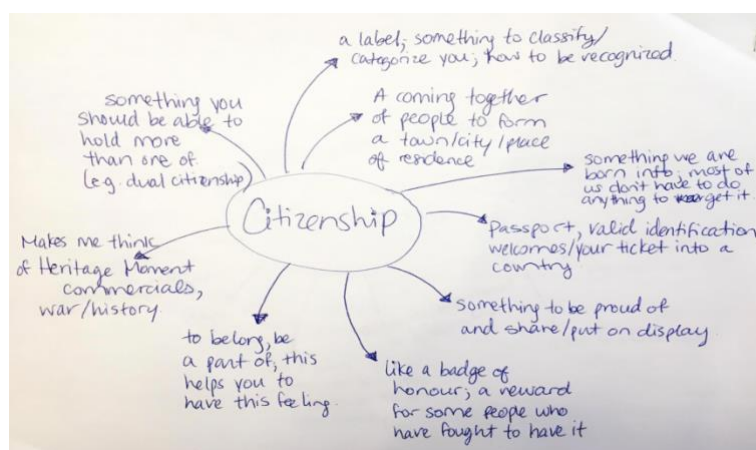 a label; something to classify/
categorize you; how to be recognized.
something you
should be able to
hold more
than one of.
(e.g. dual citizenship)
A coming together
of people to form
a town/city/place
of residence
something we are
born into; most of
us don't have to do
anything to get it
Citizenship
Passport, valid identification
welcomes/your ticket into a
country
Makes me think
of Heritage Moment
commercials,
war/history.
something to be proud of
and share/put on display
to belong, be
a part of, this
helps you to
have this feeling.
like a badge of
honour; a reward
for some people who
have fought to have it